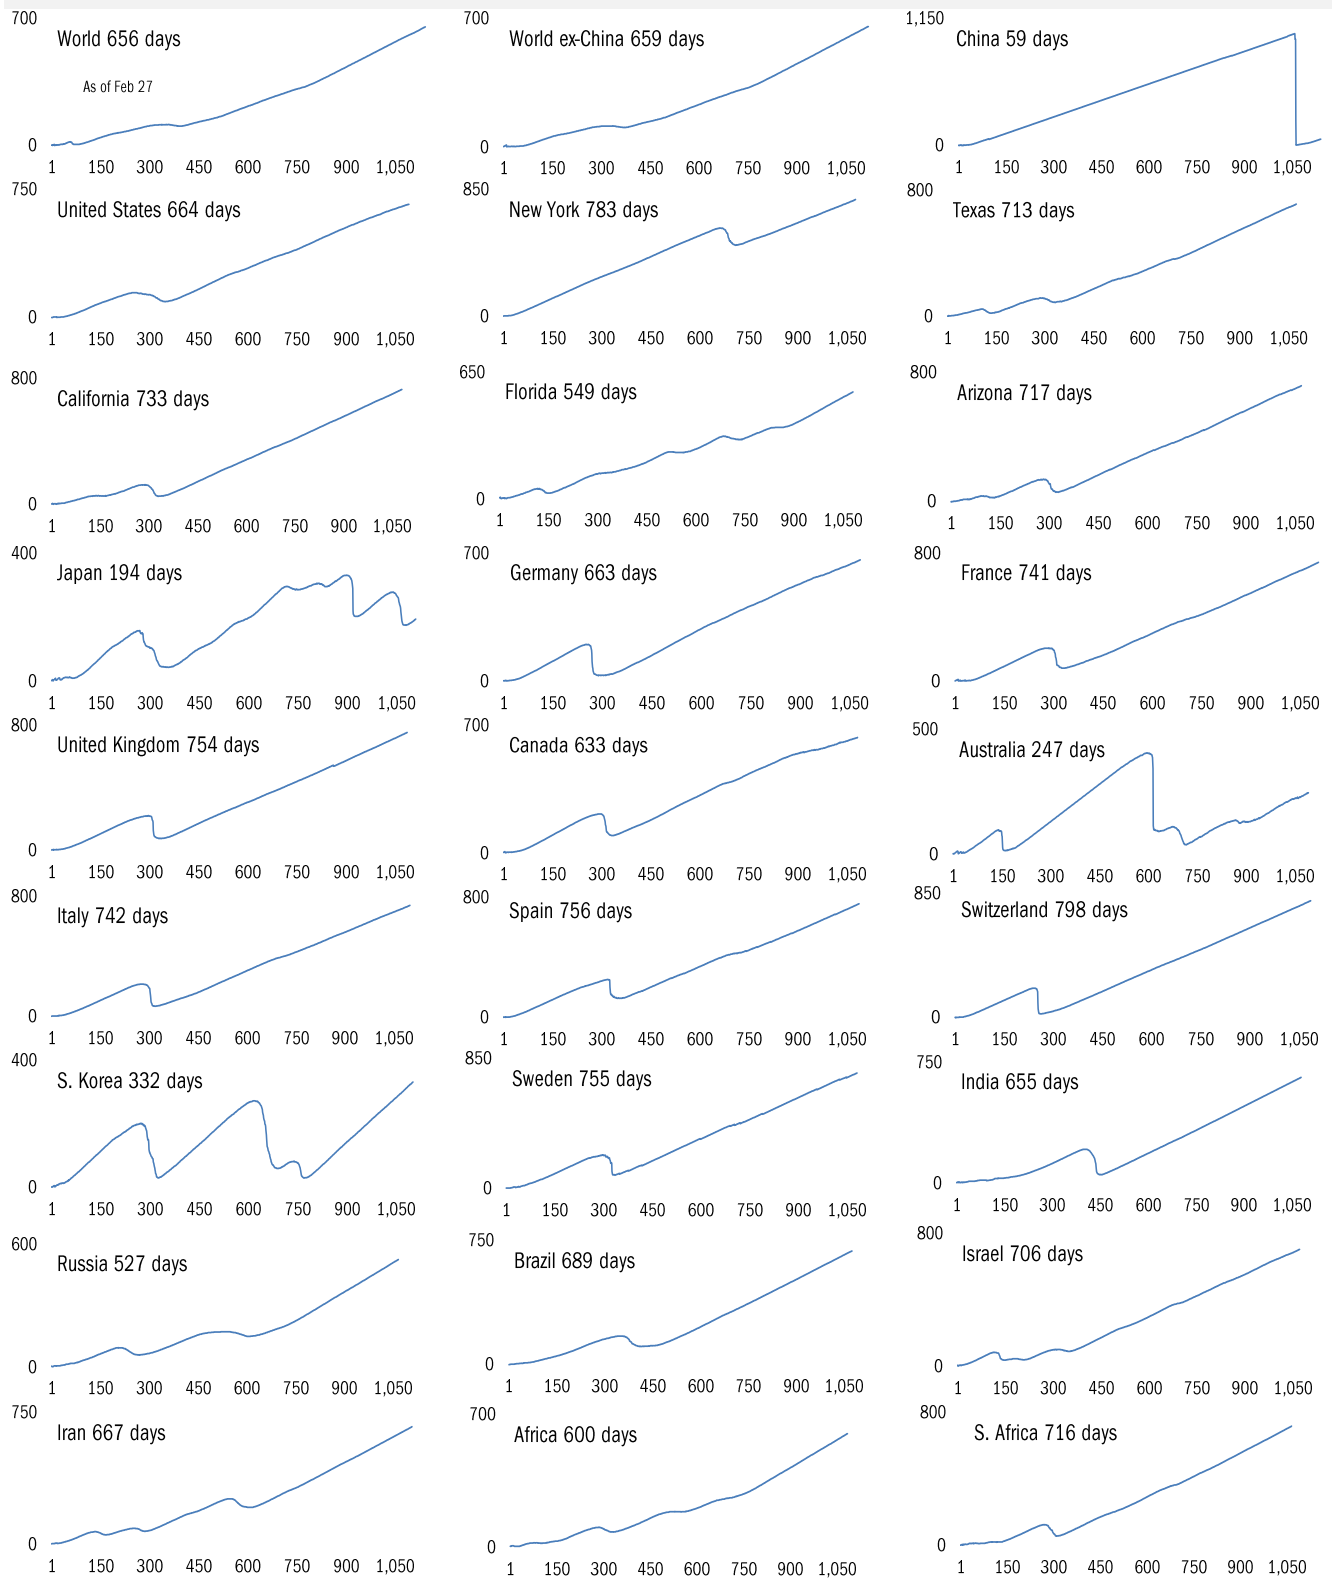 700
World 656 days
As of Feb 27
0
1 150 300 450 600 750 900 1,050
700
World ex-China 659 days
0
1 150 300 450 600 750 900 1,050
1,150
China 59 days
0
1 150 300 450 600 750 900 1,050
750
United States 664 days
0
1 150 300 450 600 750 900 1,050
850
New York 783 days
0
1 150 300 450 600 750 900 1,050
800
Texas 713 days
0
1 150 300 450 600 750 900 1,050
800
California 733 days
0
1 150 300 450 600 750 900 1,050
650
Florida 549 days
0
1 150 300 450 600 750 900 1,050
800
Arizona 717 days
0
1 150 300 450 600 750 900 1,050
400
Japan 194 days
0
1 150 300 450 600 750 900 1,050
700
Germany 663 days
0
1 150 300 450 600 750 900 1,050
800
France 741 days
0
1 150 300 450 600 750 900 1,050
800
United Kingdom 754 days
0
1 150 300 450 600 750 900 1,050
700
Canada 633 days
0
1 150 300 450 600 750 900 1,050
500
Australia 247 days
0
1 150 300 450 600 750 900 1,050
800
Italy 742 days
0
1 150 300 450 600 750 900 1,050
800
Spain 756 days
0
1 150 300 450 600 750 900 1,050
850
Switzerland 798 days
0
1 150 300 450 600 750 900 1,050
400
S. Korea 332 days
0
1 150 300 450 600 750 900 1,050
850
Sweden 755 days
0
1 150 300 450 600 750 900 1,050
750
India 655 days
0
1 150 300 450 600 750 900 1,050
600
Russia 527 days
0
1 150 300 450 600 750 900 1,050
750
Brazil 689 days
0
1 150 300 450 600 750 900 1,050
800
Israel 706 days
0
1 150 300 450 600 750 900 1,050
750
Iran 667 days
0
1 150 300 450 600 750 900 1,050
700
Africa 600 days
0
1 150 300 450 600 750 900 1,050
800
S. Africa 716 days
0
1 150 300 450 600 750 900 1,050